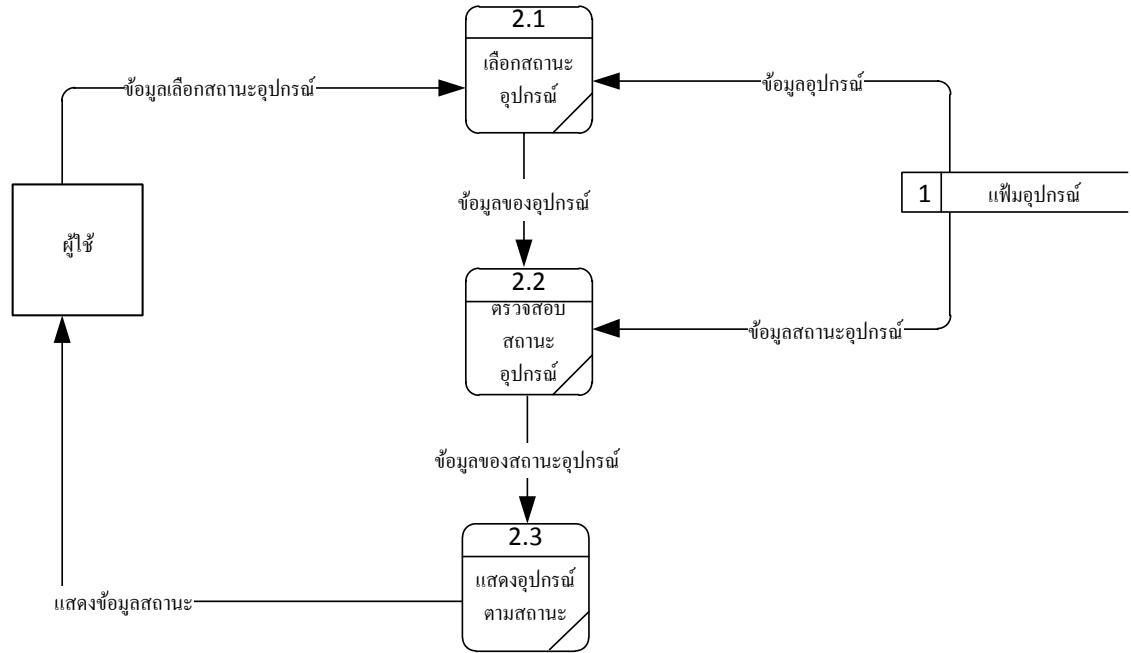 2.1
เลือกสถานะ
อุปกรณ์
ข้อมูลเลือกสถานะอุปกรณ์
ข้อมูลอุปกรณ์
1
แฟ้มอุปกรณ์
ข้อมูลของอุปกรณ์
ผู้ใช้
2.2
ตรวจสอบ
สถานะ
อุปกรณ์
ข้อมูลสถานะอุปกรณ์
ข้อมูลของสถานะอุปกรณ์
2.3
แสดงอุปกรณ์
ตามสถานะ
แสดงข้อมูลสถานะ